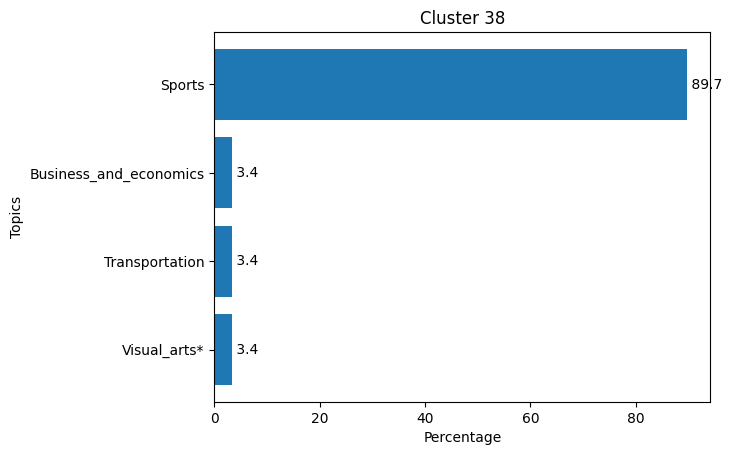 Cluster 38
Sports
89.7
Business_and_economics
3.4
Transportation
3.4
Visual_arts*
3.4
Topics
0
20
40
60
80
Percentage